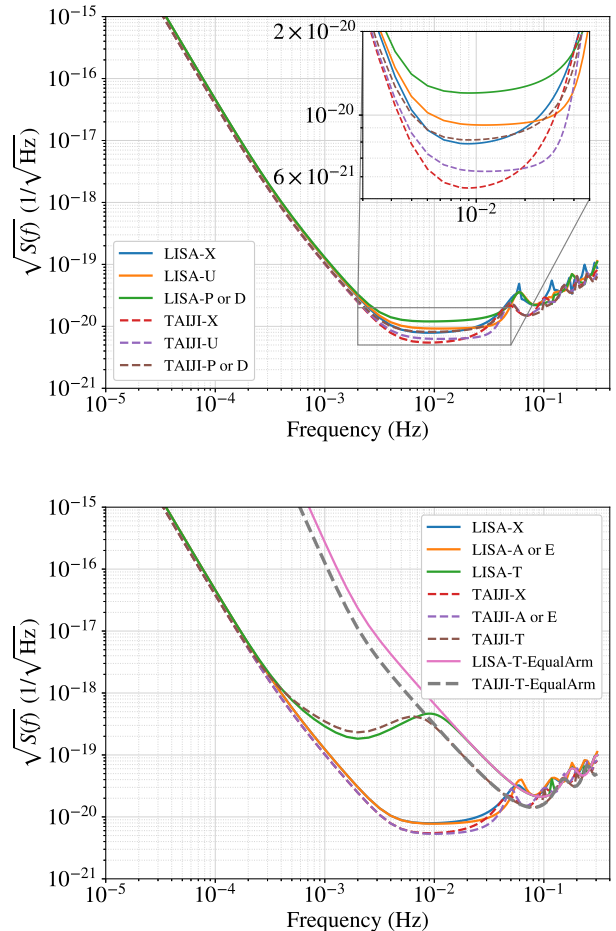 10⁻¹⁵
10⁻¹⁶
10⁻¹⁷
10⁻¹⁸
10⁻¹⁹
10⁻²⁰
10⁻²¹
√S(f) (1/√Hz)
2×10⁻²⁰
10⁻²⁰
6×10⁻²¹
10⁻²
LISA-X
LISA-U
LISA-P or D
TAIJI-X
TAIJI-U
TAIJI-P or D
10⁻⁵ 10⁻⁴ 10⁻³ 10⁻² 10⁻¹
Frequency (Hz)
10⁻¹⁵
10⁻¹⁶
10⁻¹⁷
10⁻¹⁸
10⁻¹⁹
10⁻²⁰
10⁻²¹
√S(f) (1/√Hz)
LISA-X
LISA-A or E
LISA-T
TAIJI-X
TAIJI-A or E
TAIJI-T
LISA-T-EqualArm
TAIJI-T-EqualArm
10⁻⁵ 10⁻⁴ 10⁻³ 10⁻² 10⁻¹
Frequency (Hz)